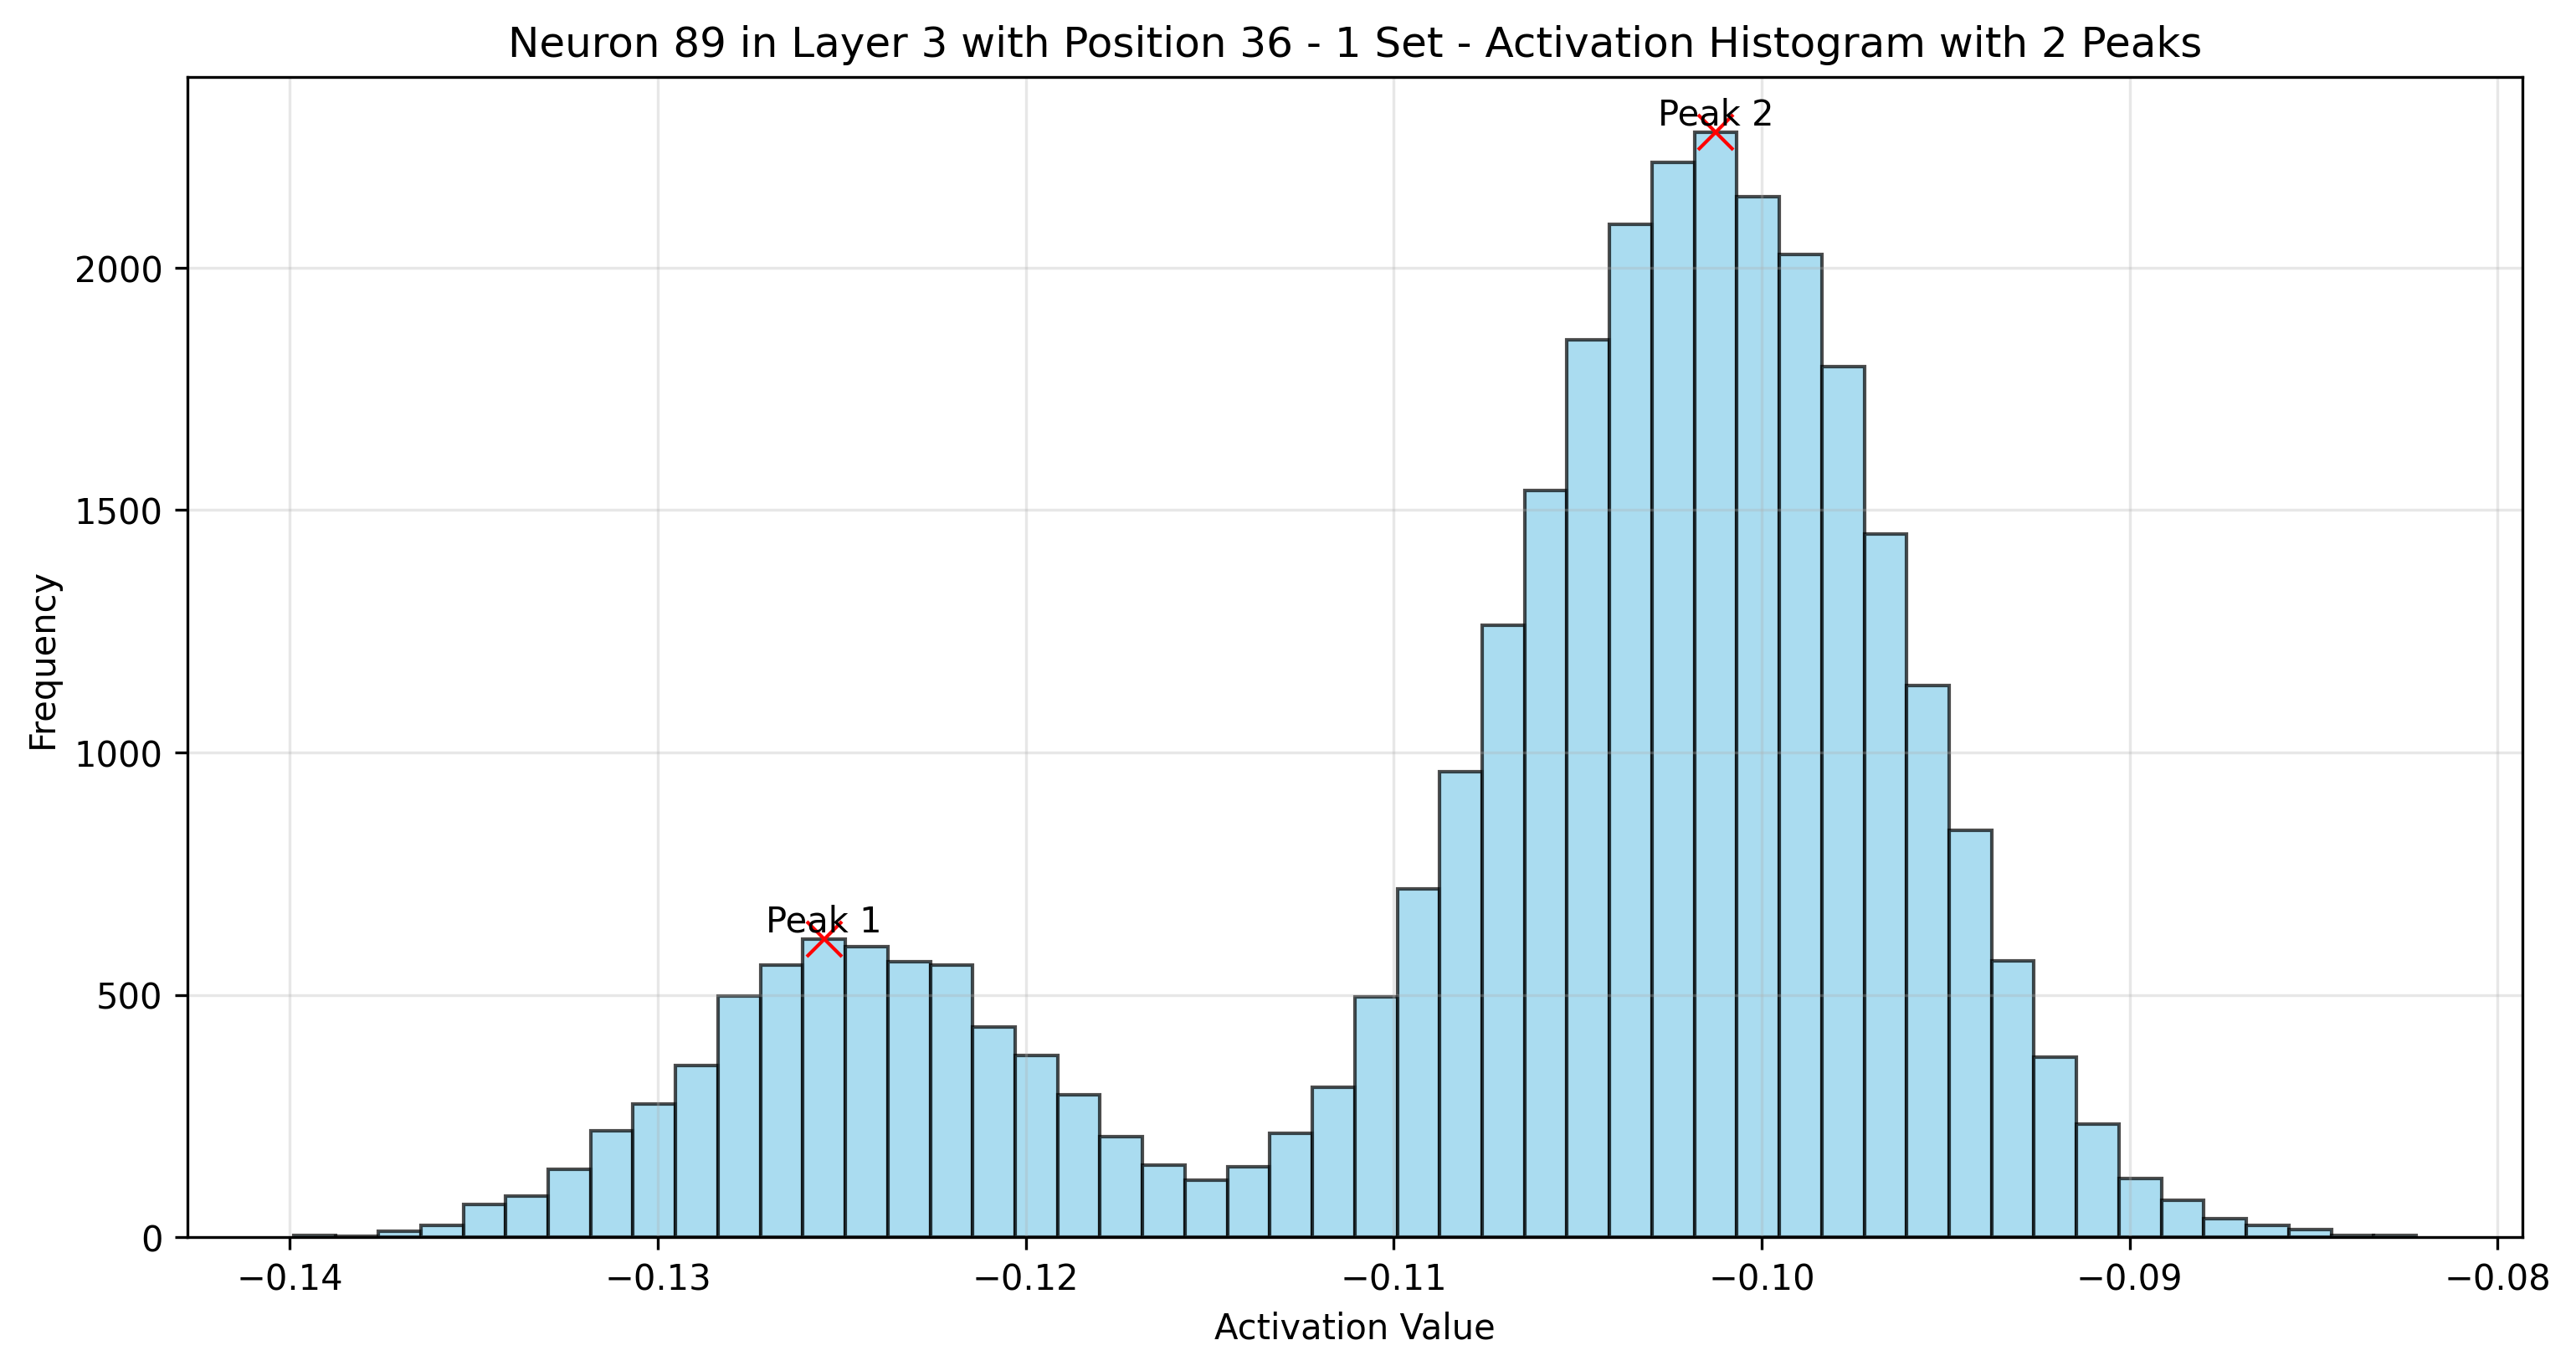 Neuron 89 in Layer 3 with Position 36 - 1 Set - Activation Histogram with 2 Peaks
Peak 2
Peak 1
Frequency
2000
1500
1000
500
0
−0.14 −0.13 −0.12 −0.11 −0.10 −0.09 −0.08
Activation Value